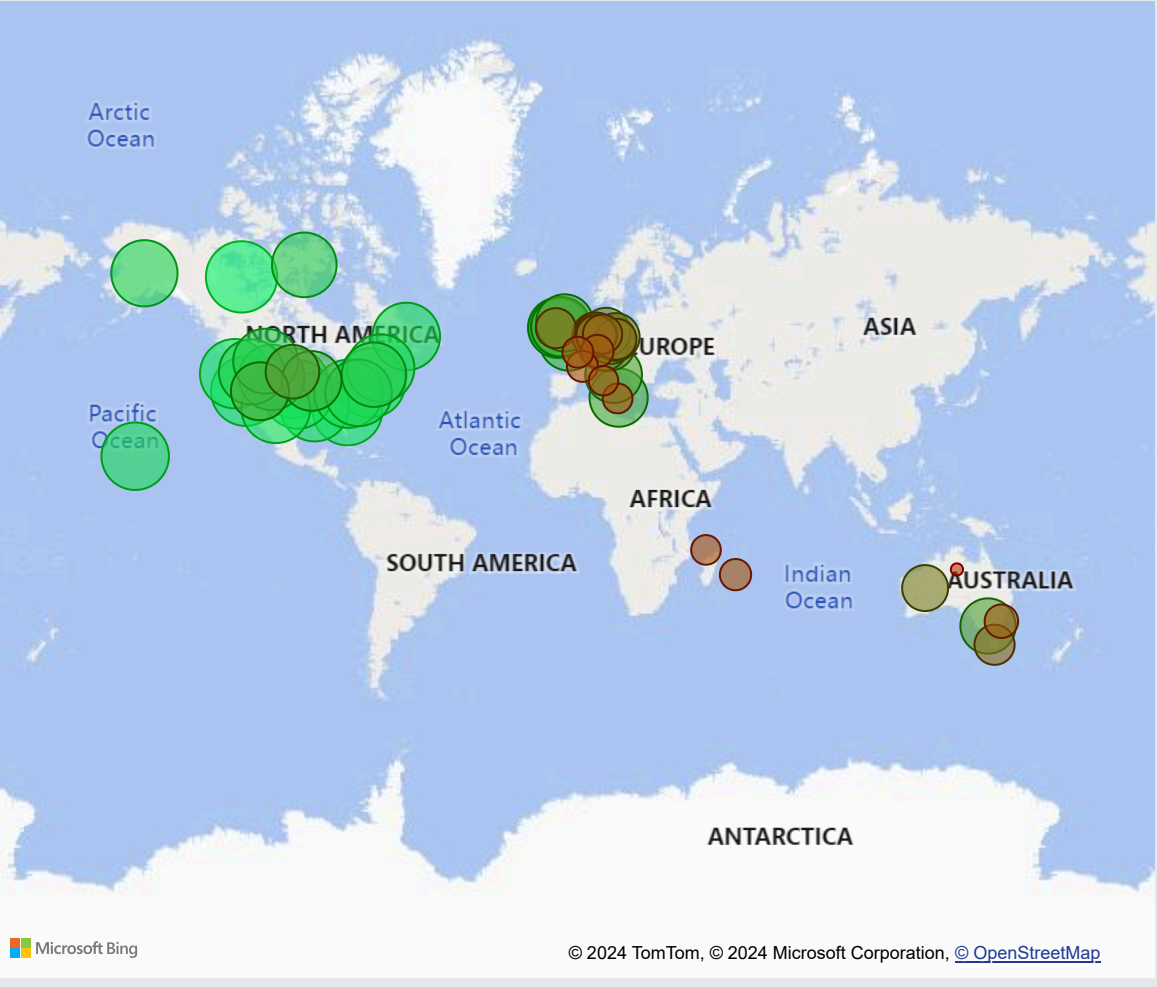 Arctic
Ocean
NORTH AMERICA
ASIA
UROPE
Pacific
Ocean
Atlantic
Ocean
AFRICA
SOUTH AMERICA
Indian
Ocean
AUSTRALIA
ANTARCTICA
Microsoft Bing
© 2024 TomTom, © 2024 Microsoft Corporation, © OpenStreetMap